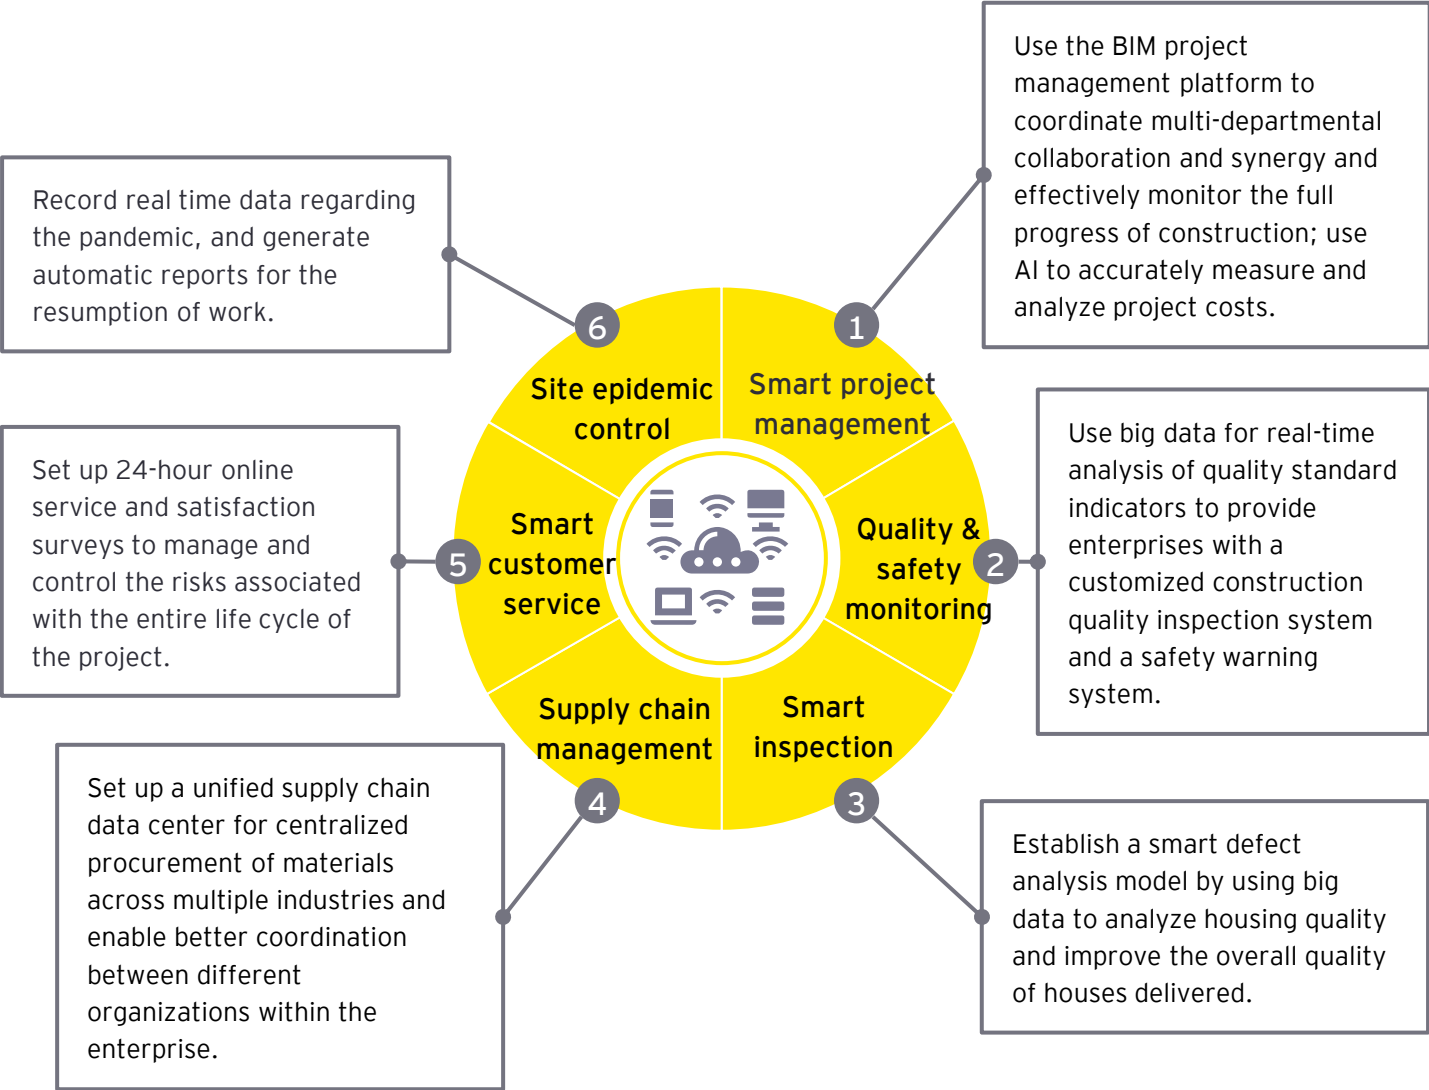 1
Smart project
management
Use the BIM project
management platform to
coordinate multi-departmental
collaboration and synergy and
effectively monitor the full
progress of construction; use
AI to accurately measure and
analyze project costs.
2
Quality &
safety
monitoring
Use big data for real-time
analysis of quality standard
indicators to provide
enterprises with a
customized construction
quality inspection system
and a safety warning
system.
3
Smart
inspection
Establish a smart defect
analysis model by using big
data to analyze housing quality
and improve the overall quality
of houses delivered.
4
Supply chain
management
Set up a unified supply chain
data center for centralized
procurement of materials
across multiple industries and
enable better coordination
between different
organizations within the
enterprise.
5
Smart
customer
service
Set up 24-hour online
service and satisfaction
surveys to manage and
control the risks associated
with the entire life cycle of
the project.
6
Site epidemic
control
Record real time data regarding
the pandemic, and generate
automatic reports for the
resumption of work.